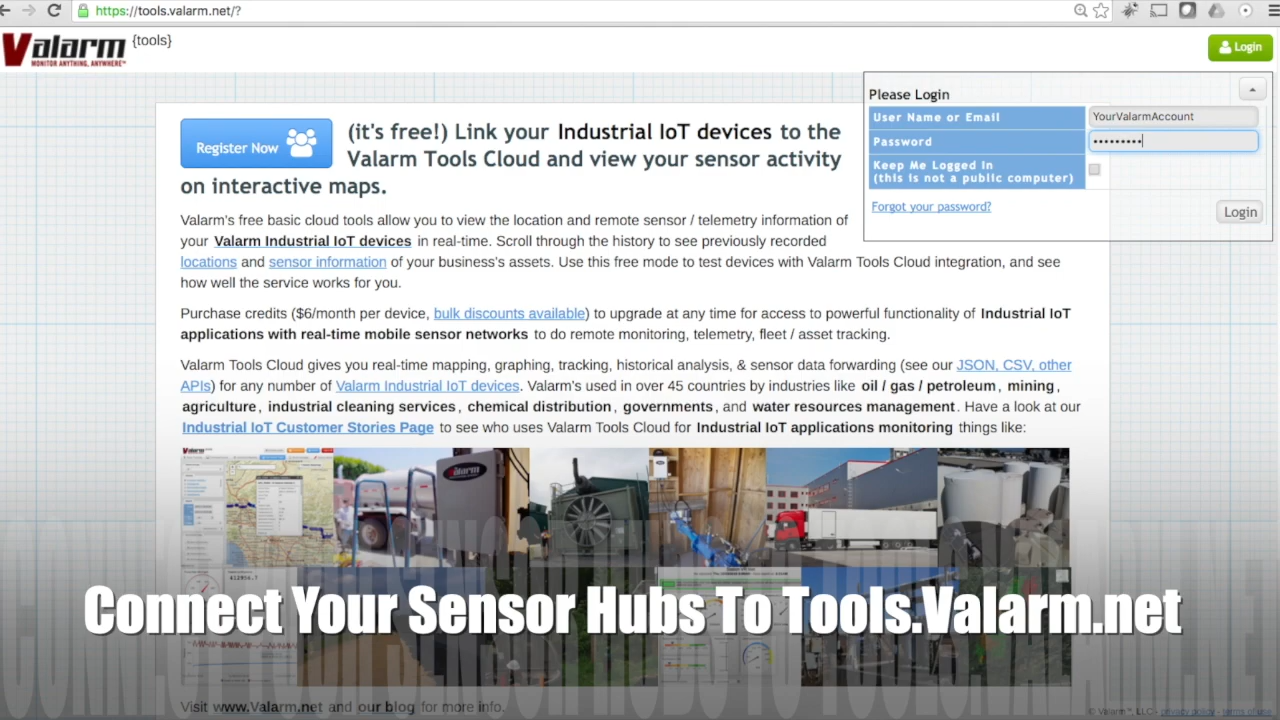 https://tools.valarm.net/?
Valarm {tools}
MONITOR ANYTHING, ANYWHERE™
Login
Please Login
User Name or Email
YourValarmAccount
Password
•••••••••
Keep Me Logged In
(this is not a public computer)
Forgot your password?
Login
Register Now
(it's free!) Link your Industrial IoT devices to the
Valarm Tools Cloud and view your sensor activity
on interactive maps.
Valarm's free basic cloud tools allow you to view the location and remote sensor / telemetry information of
your Valarm Industrial IoT devices in real-time. Scroll through the history to see previously recorded
locations and sensor information of your business's assets. Use this free mode to test devices with Valarm Tools Cloud integration, and see
how well the service works for you.
Purchase credits ($6/month per device, bulk discounts available) to upgrade at any time for access to powerful functionality of Industrial IoT
applications with real-time mobile sensor networks to do remote monitoring, telemetry, fleet / asset tracking.
Valarm Tools Cloud gives you real-time mapping, graphing, tracking, historical analysis, & sensor data forwarding (see our JSON, CSV, other
APIs) for any number of Valarm Industrial IoT devices. Valarm's used in over 45 countries by industries like oil / gas / petroleum, mining,
agriculture, industrial cleaning services, chemical distribution, governments, and water resources management. Have a look at our
Industrial IoT Customer Stories Page to see who uses Valarm Tools Cloud for Industrial IoT applications monitoring things like:
Valarm
Connect Your Sensor Hubs To Tools.Valarm.net
Visit www.Valarm.net and our blog for more info.
© Valarm™, LLC - privacy policy - terms of use